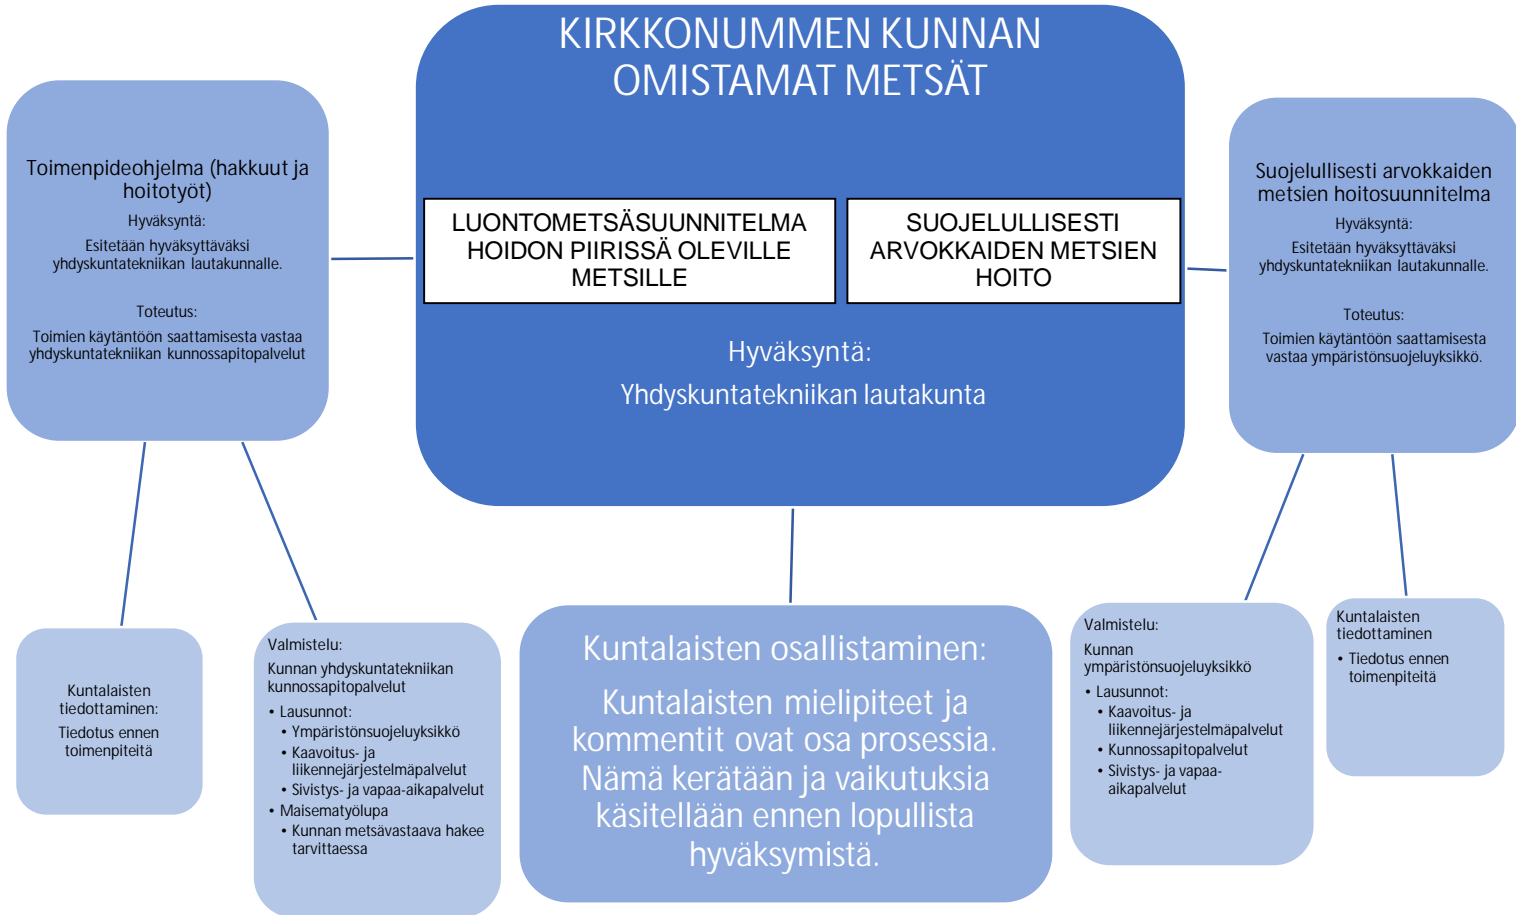 KIRKKONUMMEN KUNNAN
OMISTAMAT METSÄT
LUONTOMETSÄSUUNNITELMA
HOIDON PIIRISSÄ OLEVILLE
METSILLE
SUOJELULLISESTI
ARVOKKAIDEN METSIEN
HOITO
Hyväksyntä:
Yhdyskuntatekniikan lautakunta
Toimenpideohjelma (hakkuut ja
hoitotyöt)
Hyväksyntä:
Esitetään hyväksyttäväksi
yhdyskuntatekniikan lautakunnalle.
Toteutus:
Toimien käytäntöön saattamisesta vastaa
yhdyskuntatekniikan kunnossapitopalvelut
Suojelullisesti arvokkaiden
metsien hoitosuunnitelma
Hyväksyntä:
Esitetään hyväksyttäväksi
yhdyskuntatekniikan lautakunnalle.
Toteutus:
Toimien käytäntöön saattamisesta
vastaa ympäristönsuojeluyksikkö.
Kuntalaisten
tiedottaminen:
Tiedotus ennen
toimenpiteitä
Valmistelu:
Kunnan yhdyskuntatekniikan
kunnossapitopalvelut
• Lausunnot:
• Ympäristönsuojeluyksikkö
• Kaavoitus- ja
liikennejärjestelmäpalvelut
• Sivistys- ja vapaa-aikapalvelut
• Maisematyölupa
• Kunnan metsävastaava hakee
tarvittaessa
Kuntalaisten osallistaminen:
Kuntalaisten mielipiteet ja
kommentit ovat osa prosessia.
Nämä kerätään ja vaikutuksia
käsitellään ennen lopullista
hyväksymistä.
Valmistelu:
Kunnan
ympäristönsuojeluyksikkö
• Lausunnot:
• Kaavoitus- ja
liikennejärjestelmäpalvelut
• Kunnossapitopalvelut
• Sivistys- ja vapaa-
aikapalvelut
Kuntalaisten
tiedottaminen
• Tiedotus ennen
toimenpiteitä